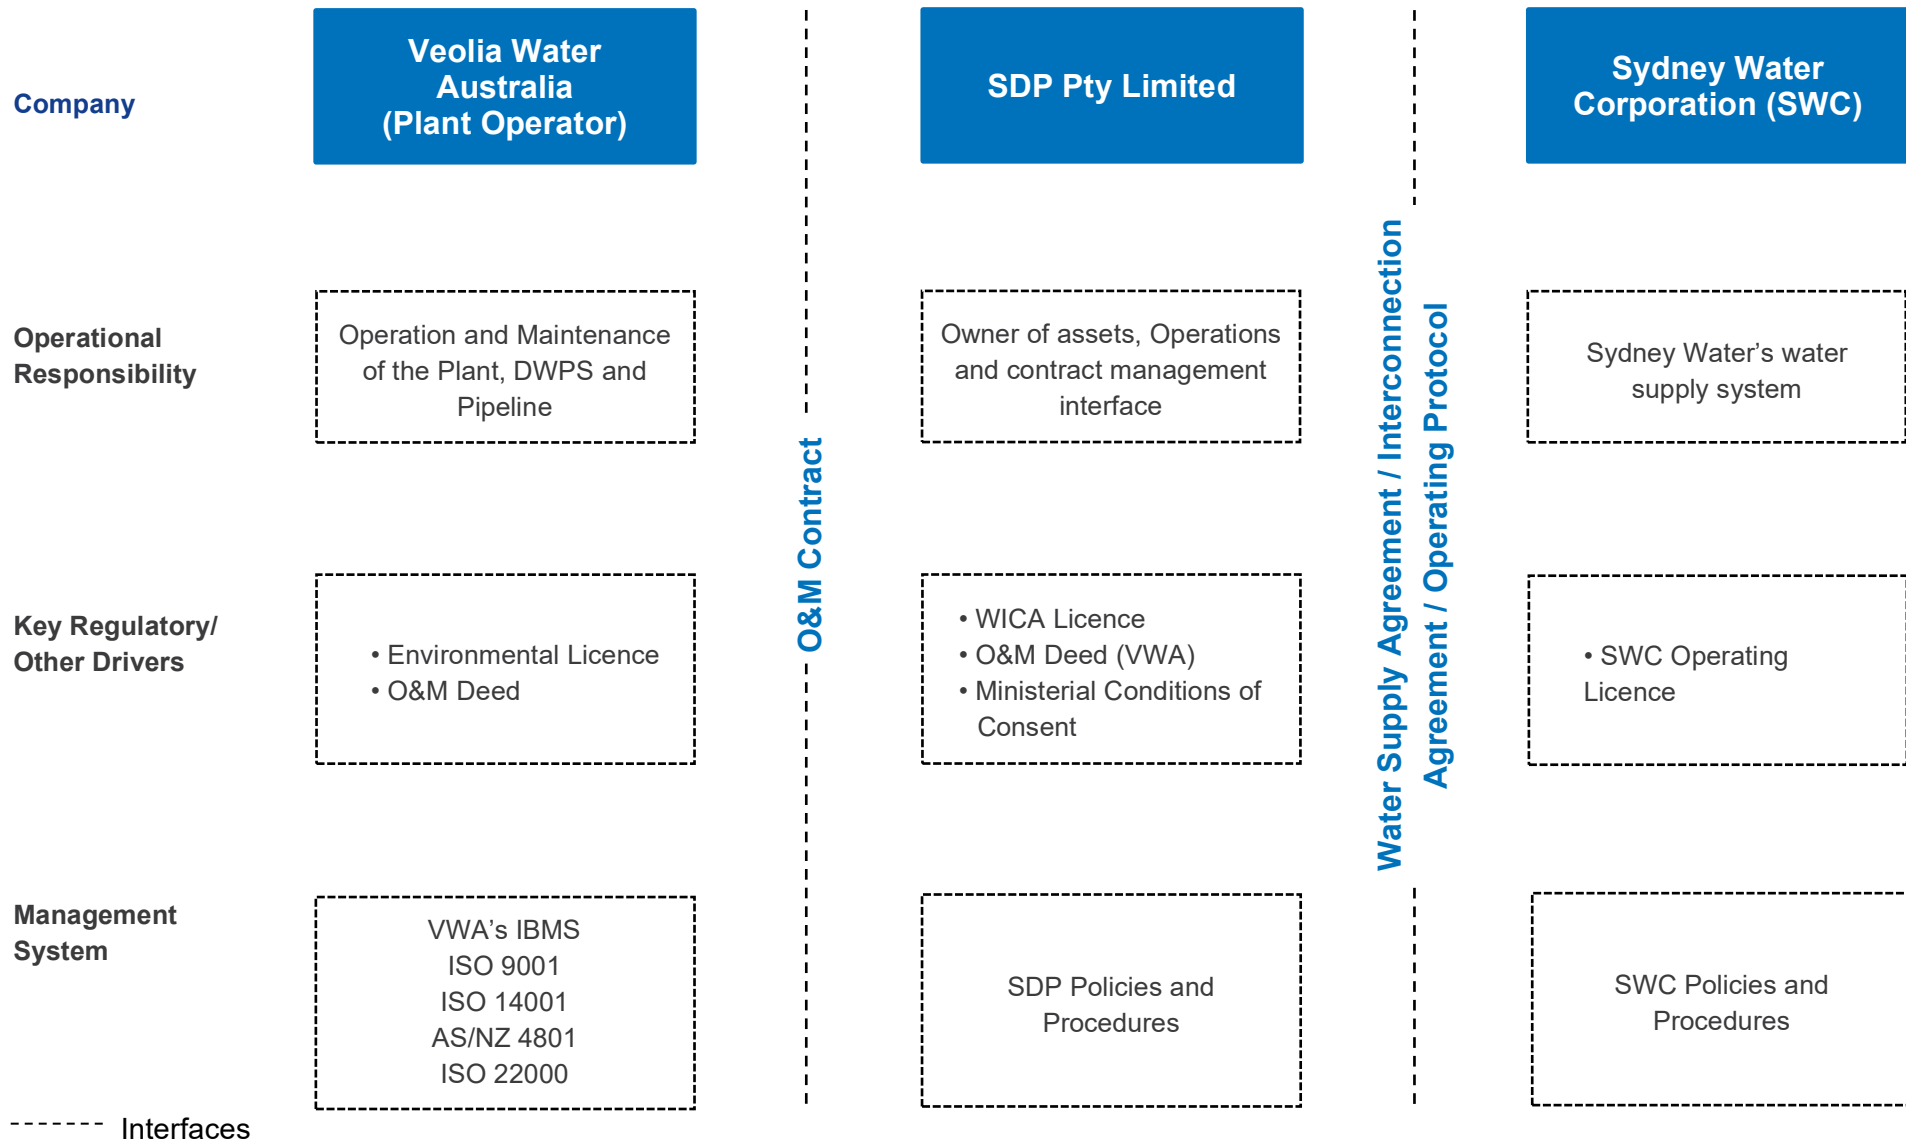 Company
Veolia Water
Australia
(Plant Operator)
SDP Pty Limited
Sydney Water
Corporation (SWC)
Operational
Responsibility
Operation and Maintenance
of the Plant, DWPS and
Pipeline
Owner of assets, Operations
and contract management
interface
Sydney Water’s water
supply system
O&M Contract
Water Supply Agreement / Interconnection
Agreement / Operating Protocol
Key Regulatory/
Other Drivers
• Environmental Licence
• O&M Deed
• WICA Licence
• O&M Deed (VWA)
• Ministerial Conditions of
Consent
• SWC Operating
Licence
Management
System
VWA’s IBMS
ISO 9001
ISO 14001
AS/NZ 4801
ISO 22000
SDP Policies and
Procedures
SWC Policies and
Procedures
Interfaces